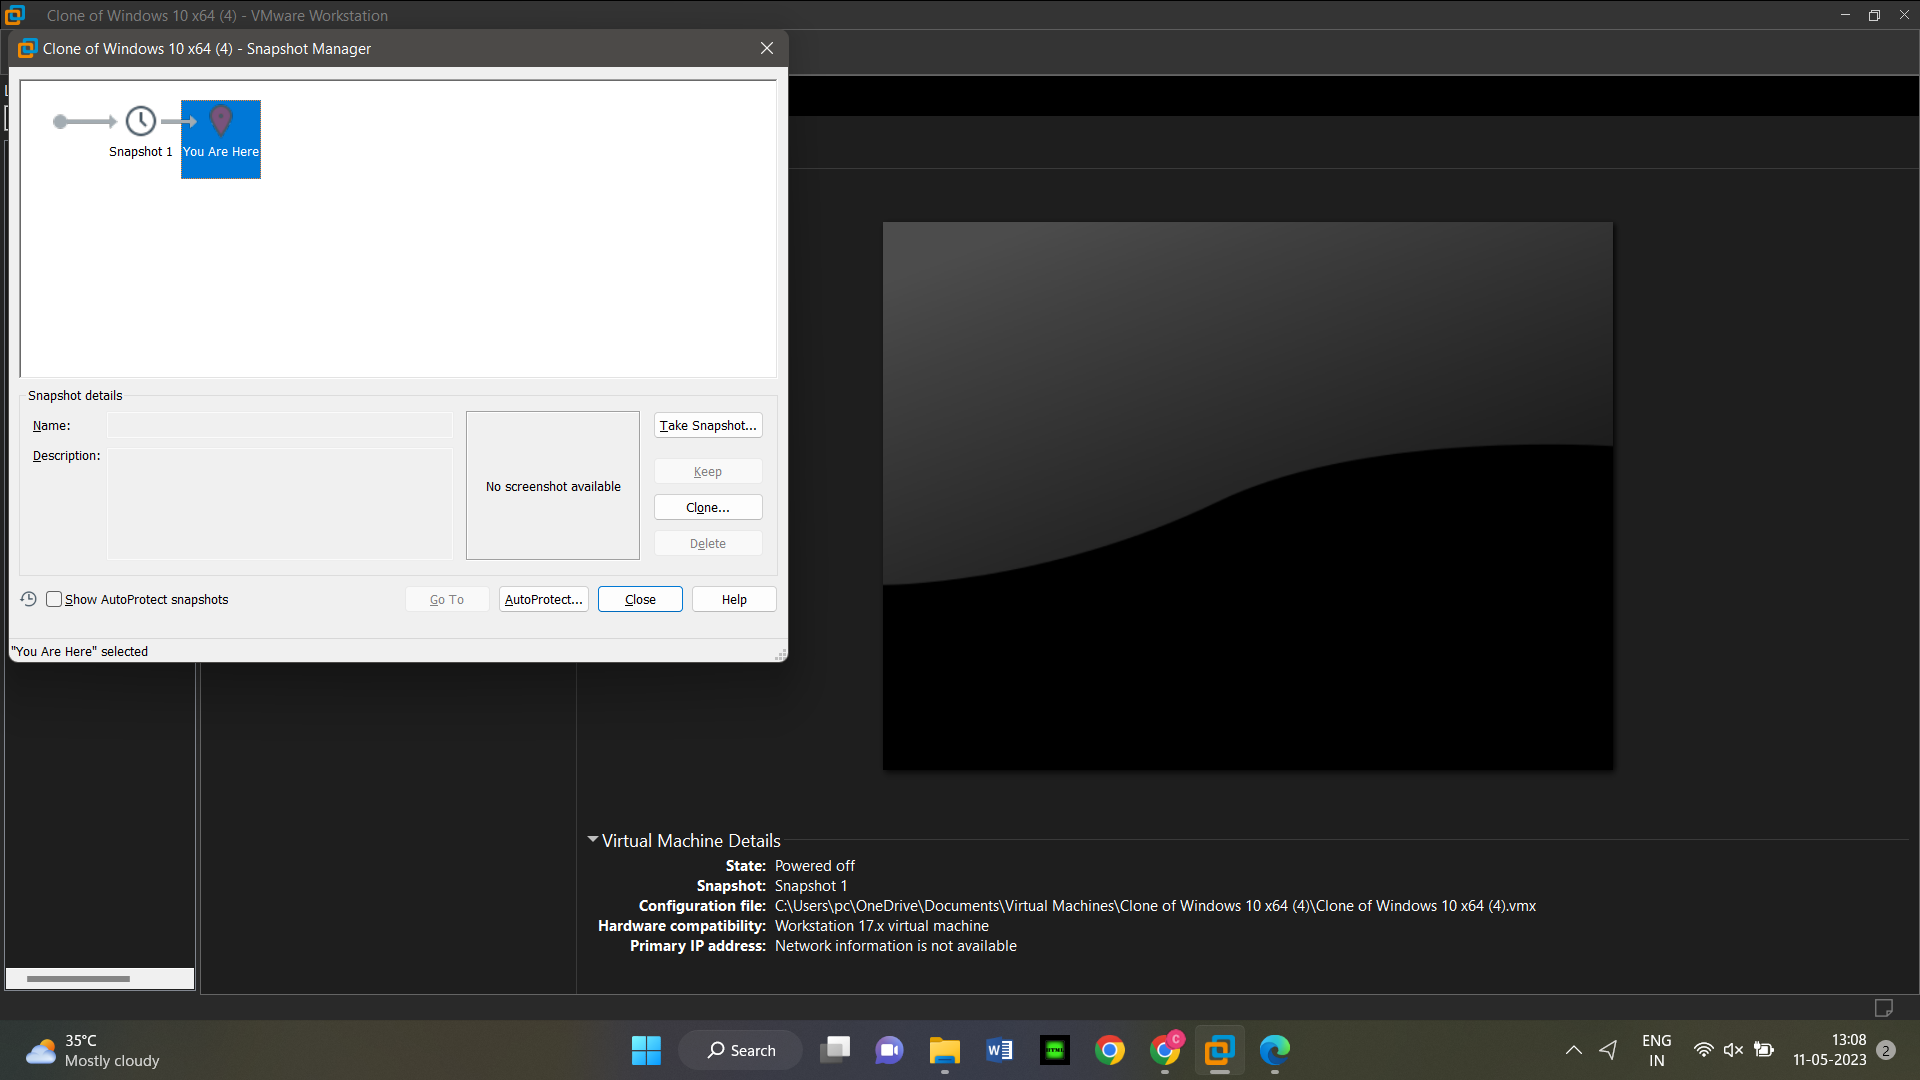 Clone of Windows 10 x64 (4) - VMware Workstation
Clone of Windows 10 x64 (4) - Snapshot Manager
Snapshot 1
You Are Here
Snapshot details
Name:
Description:
No screenshot available
Take Snapshot...
Keep
Clone...
Delete
Show AutoProtect snapshots
Go To
AutoProtect...
Close
Help
"You Are Here" selected
Virtual Machine Details
State: Powered off
Snapshot: Snapshot 1
Configuration file: C:\Users\pc\OneDrive\Documents\Virtual Machines\Clone of Windows 10 x64 (4)\Clone of Windows 10 x64 (4).vmx
Hardware compatibility: Workstation 17.x virtual machine
Primary IP address: Network information is not available
35°C
Mostly cloudy
Search
C
ENG
IN
13:08
11-05-2023
2